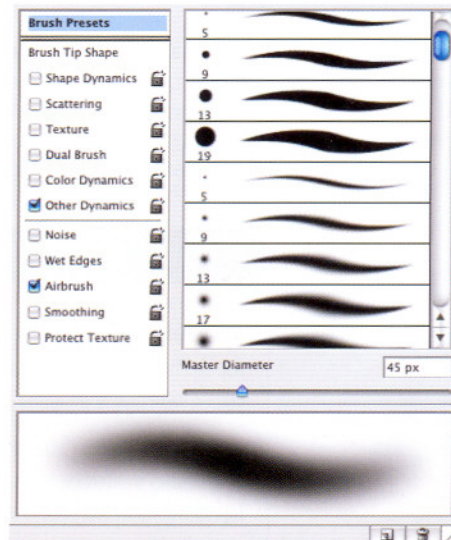 Brush Presets
Brush Tip Shape
Shape Dynamics
Scattering
Texture
Dual Brush
Color Dynamics
Other Dynamics
Noise
Wet Edges
Airbrush
Smoothing
Protect Texture
5
9
13
19
5
9
13
17
Master Diameter
45 px